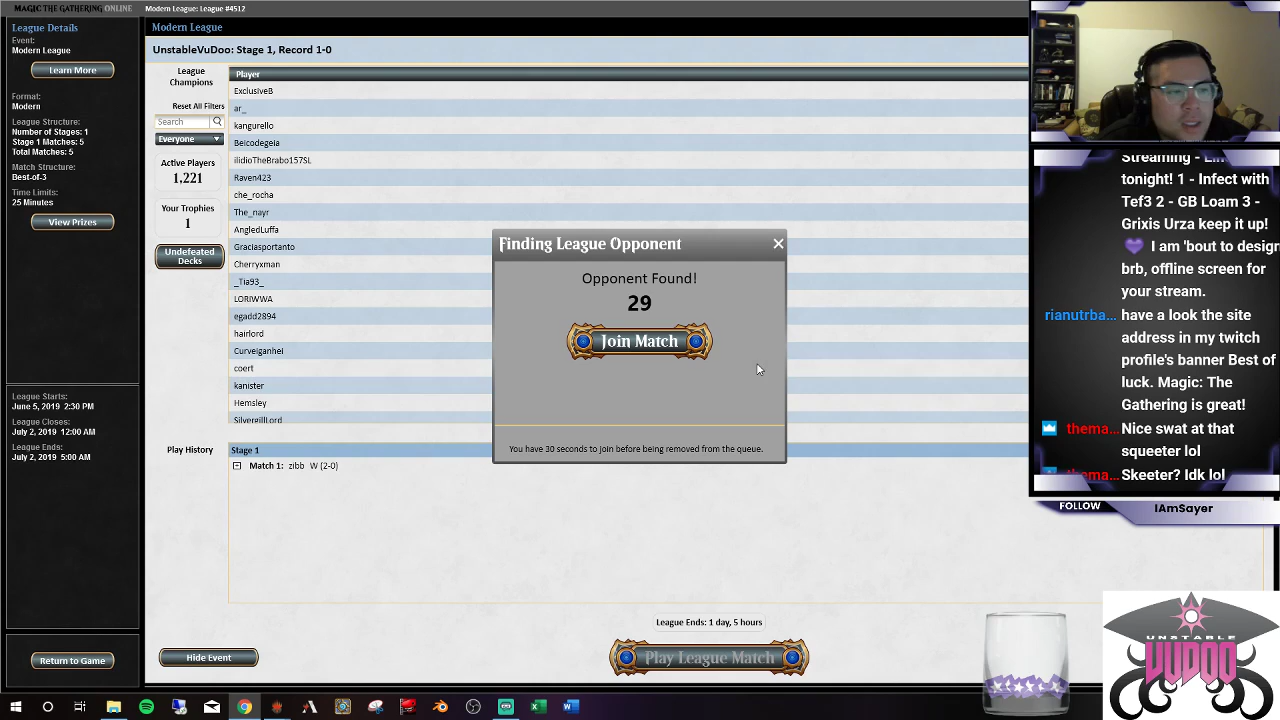 MAGIC THE GATHERING ONLINE
Modern League: League #4512
League Details
Event:
Modern League
Learn More
Format:
Modern
League Structure:
Number of Stages: 1
Stage 1 Matches: 5
Total Matches: 5
Match Structure:
Best-of-3
Time Limits:
25 Minutes
View Prizes
League Starts:
June 5, 2019 2:30 PM
League Closes:
July 2, 2019 12:00 AM
League Ends:
July 2, 2019 5:00 AM
Return to Game
Modern League
UnstableVuDoo: Stage 1, Record 1-0
League
Champions
Reset All Filters
Search
Everyone
Active Players
1,221
Your Trophies
1
Undefeated
Decks
Player
ExclusiveB
ar_
kangurello
Beicodegeia
ilidioTheBrabo157SL
Raven423
che_rocha
The_nayr
AngledLuffa
Graciasportanto
Cherryxman
_Tia93_
LORIWWA
egadd2894
hairlord
Curveiganhei
coert
kanister
Hemsley
SilvergillLord
Play History
Stage 1
Match 1: zibb W (2-0)
Finding League Opponent
Opponent Found!
29
Join Match
You have 30 seconds to join before being removed from the queue.
League Ends: 1 day, 5 hours
Hide Event
Play League Match
tonight! 1 - Infect with
Tef3 2 - GB Loam 3 -
Grixis Urza keep it up!
I am 'bout to design
brb, offline screen for
your stream.
rianutrba... have a look the site
address in my twitch
profile's banner Best of
luck. Magic: The
Gathering is great!
thema... Nice swat at that
squeeter lol
thema... Skeeter? Idk lol
FOLLOW
IAmSayer
UNSTABLE
VUDOO